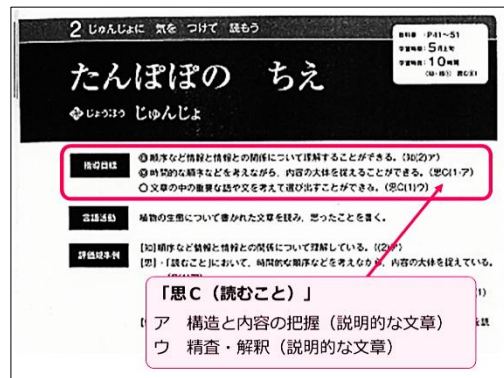 2 じゅんじょに 気を つけて 読もう
たんぽぽの ちえ
じょうほう じゅんじょ
教科書：P41～51
学習時期：5月上旬
学習時間：10時間
指導目標
◎順序など情報と情報との関係について理解することができる。(知(2)ア)
◎時間的な順序などを考えながら、内容の大体を捉えることができる。(思C(1)ア)
○文章の中の重要な語や文を考えて選び出すことができる。(思C(1)ウ)
言語活動
植物の生態について書かれた文章を読み、思ったことを書く。
評価規準例
[知]順序など情報と情報との関係について理解している。((2)ア)
[思]・「読むこと」において、時間的な順序などを考えながら、内容の大体を捉えている。
「思C（読むこと）」
ア 構造と内容の把握（説明的な文章）
ウ 精査・解釈（説明的な文章）